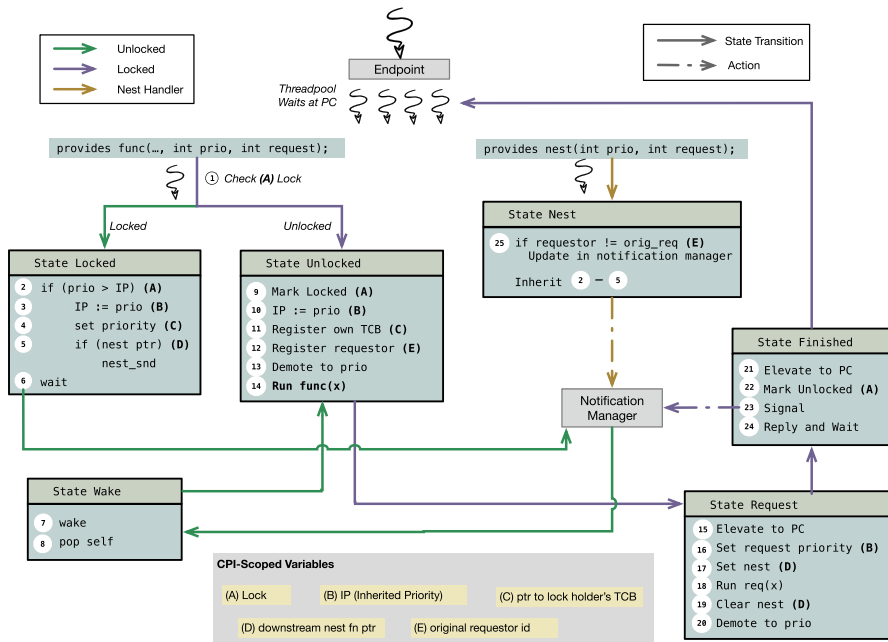 Unlocked
Locked
Nest Handler
Endpoint
Threadpool
Waits at PC
State Transition
Action
provides func(…, int prio, int request);
provides nest(int prio, int request);
1 Check (A) Lock
Locked
Unlocked
State Locked
2 if (prio > IP) (A)
3 IP := prio (B)
4 set priority (C)
5 if (nest ptr) (D)
nest_snd
6 wait
State Unlocked
9 Mark Locked (A)
10 IP := prio (B)
11 Register own TCB (C)
12 Register requestor (E)
13 Demote to prio
14 Run func(x)
State Nest
25 if requestor != orig_req (E)
Update in notification manager
Inherit 2 – 5
State Finished
21 Elevate to PC
22 Mark Unlocked (A)
23 Signal
24 Reply and Wait
Notification
Manager
State Wake
7 wake
8 pop self
State Request
15 Elevate to PC
16 Set request priority (B)
17 Set nest (D)
18 Run req(x)
19 Clear nest (D)
20 Demote to prio
CPI-Scoped Variables
(A) Lock
(B) IP (Inherited Priority)
(C) ptr to lock holder's TCB
(D) downstream nest fn ptr
(E) original requestor id